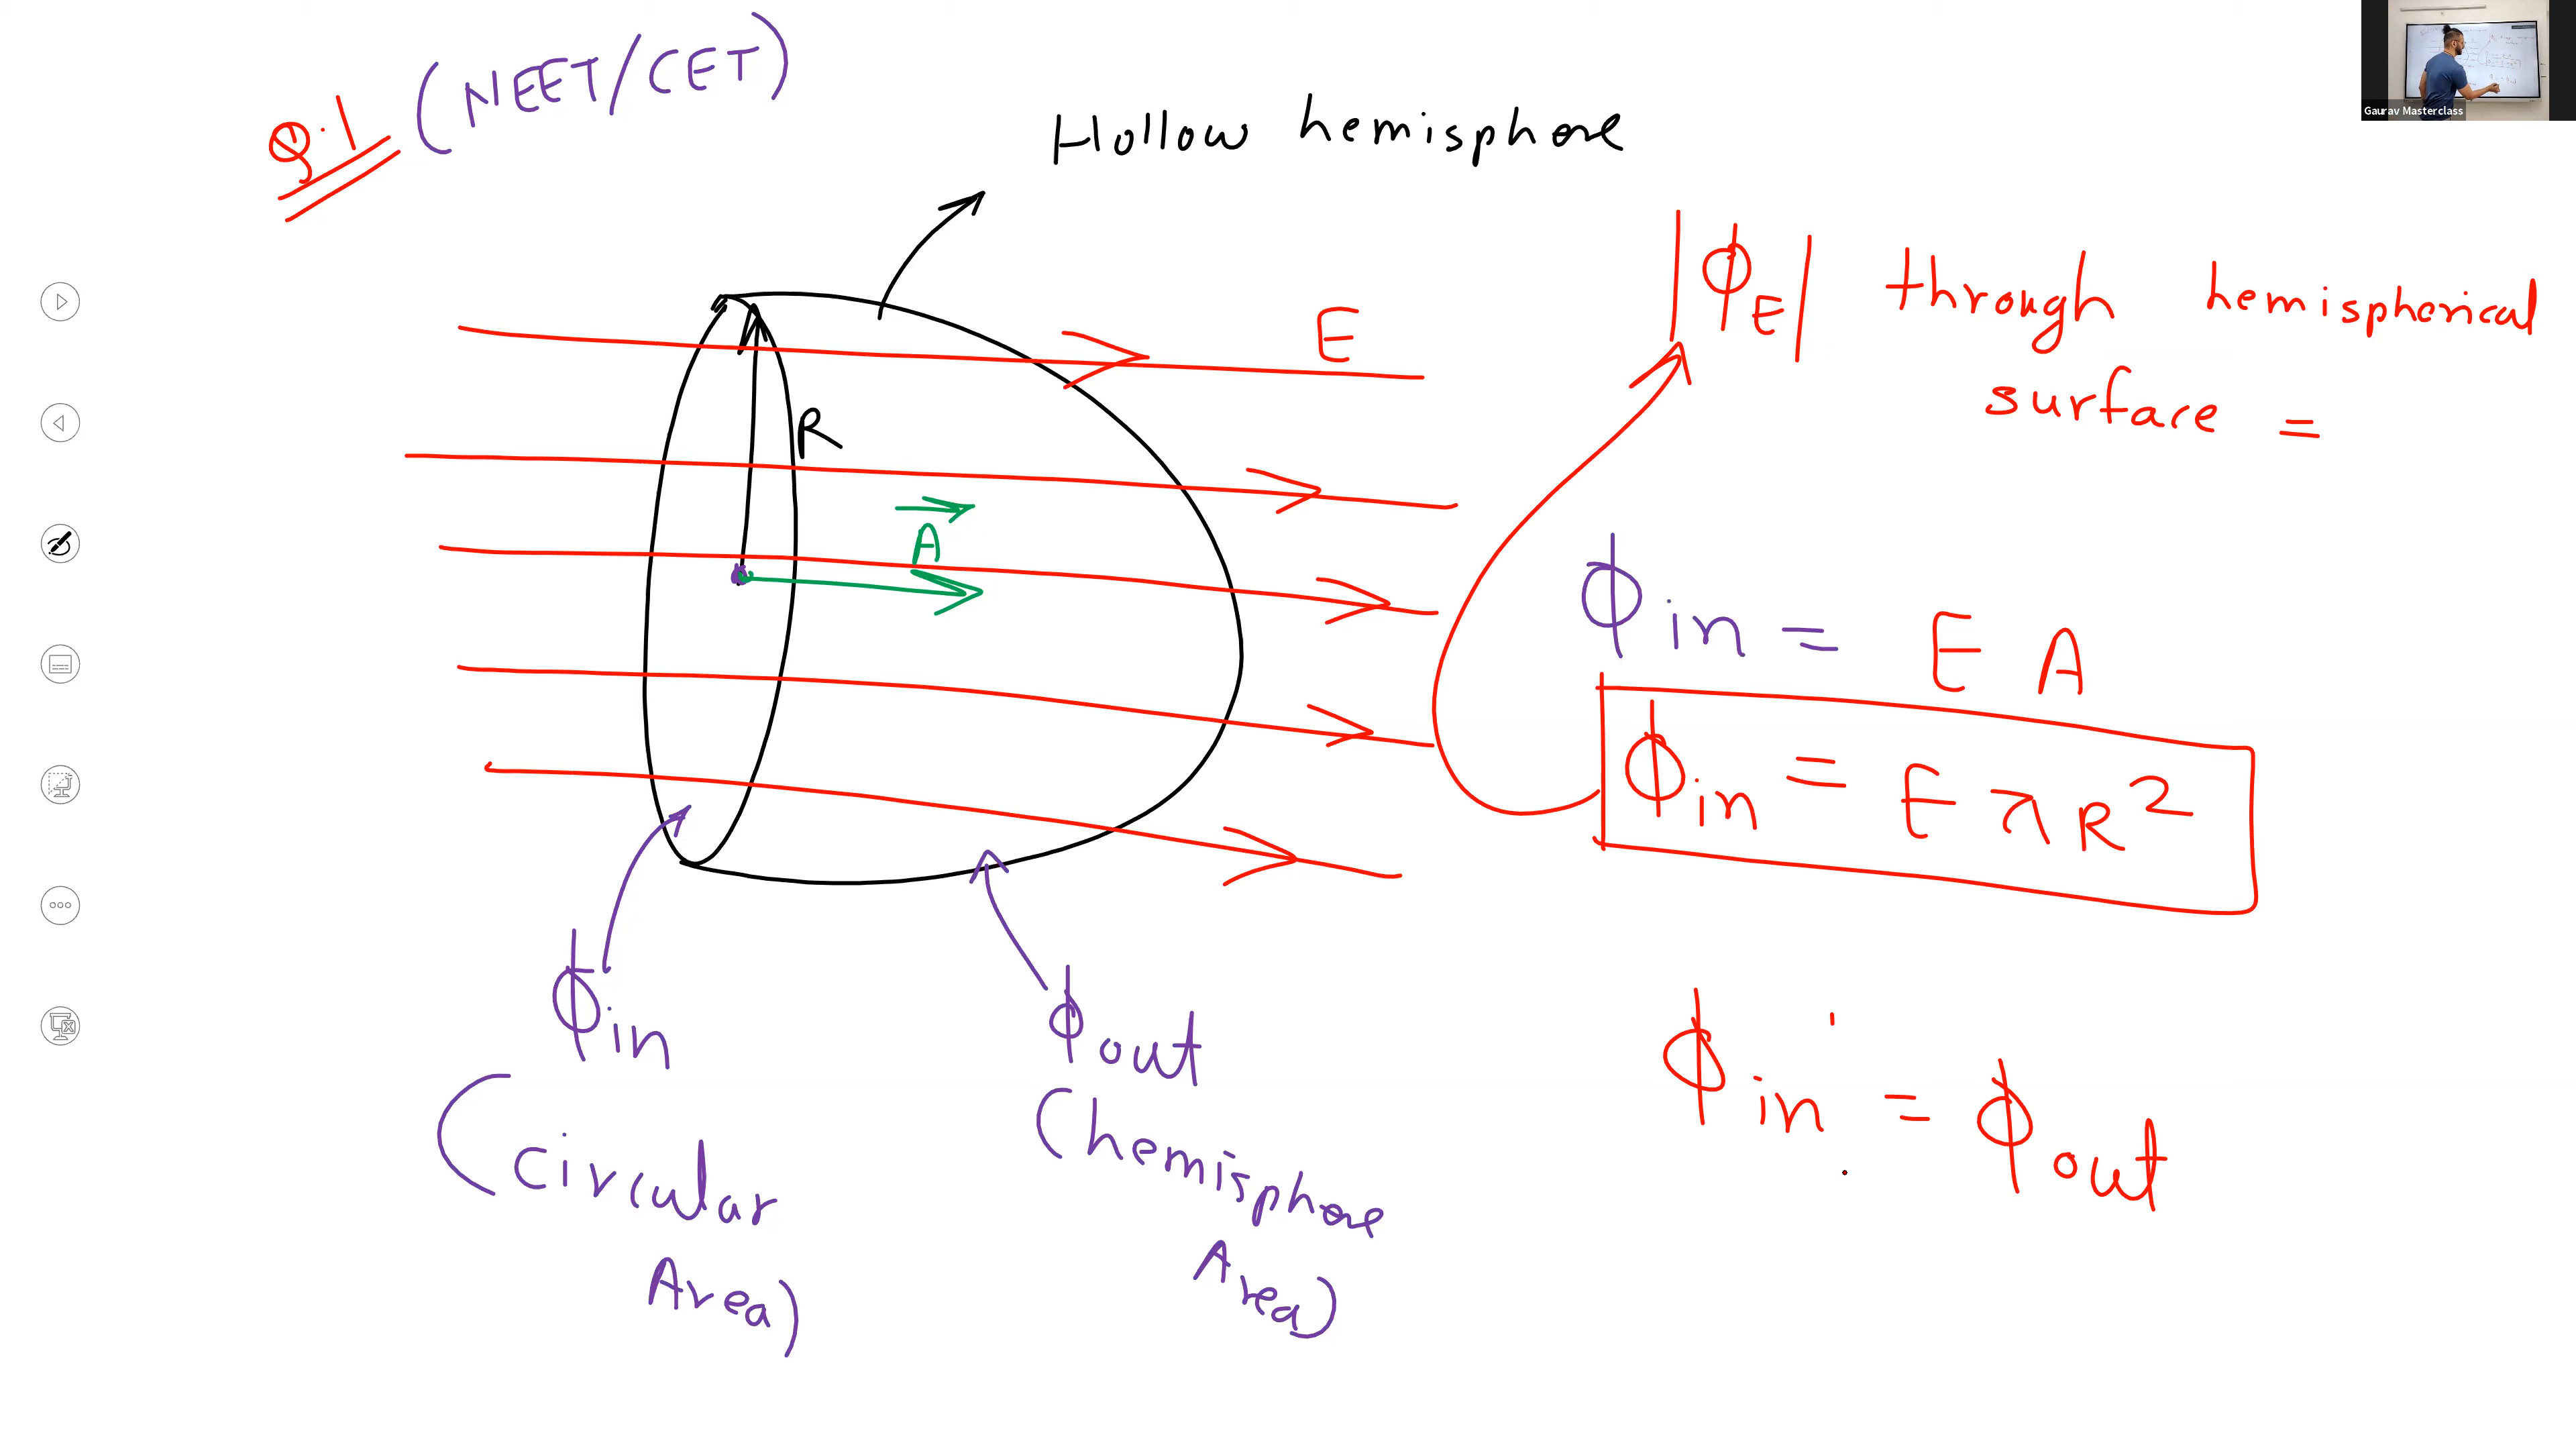 Q.1 (NEET/CET)
Hollow hemisphere
Gaurav Masterclass
|ϕE| through hemispherical
surface =
E
R
A
ϕin = E A
ϕin = E π R²
ϕin = ϕout
ϕin
(circular
Area)
ϕout
(hemisphere
Area)